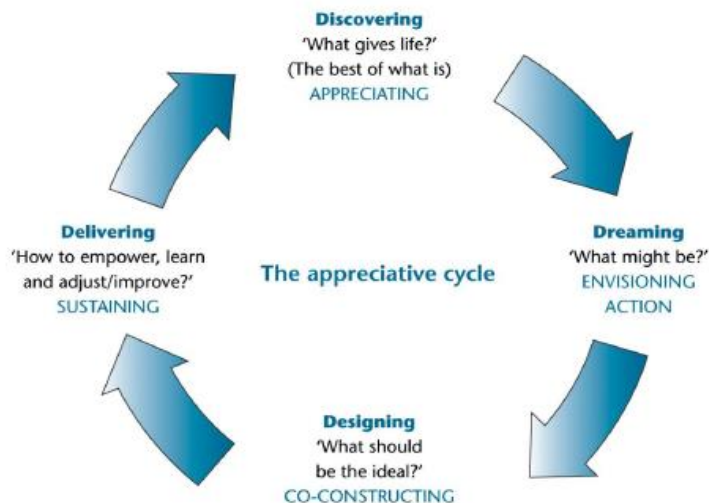 Discovering
'What gives life?'
(The best of what is)
APPRECIATING
Dreaming
'What might be?'
ENVISIONING
ACTION
Designing
'What should
be the ideal?'
CO-CONSTRUCTING
Delivering
'How to empower, learn
and adjust/improve?'
SUSTAINING
The appreciative cycle